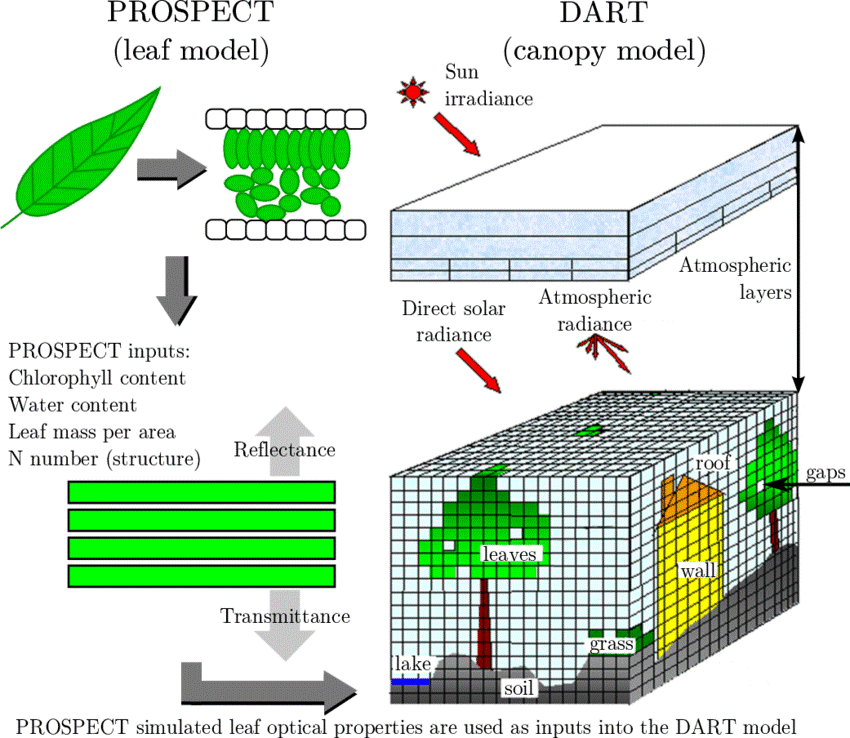 PROSPECT
(leaf model)
DART
(canopy model)
Sun
irradiance
Atmospheric
layers
Direct solar
radiance
Atmospheric
radiance
PROSPECT inputs:
Chlorophyll content
Water content
Leaf mass per area
N number (structure)
Reflectance
Transmittance
roof
gaps
leaves
wall
grass
lake
soil
PROSPECT simulated leaf optical properties are used as inputs into the DART model